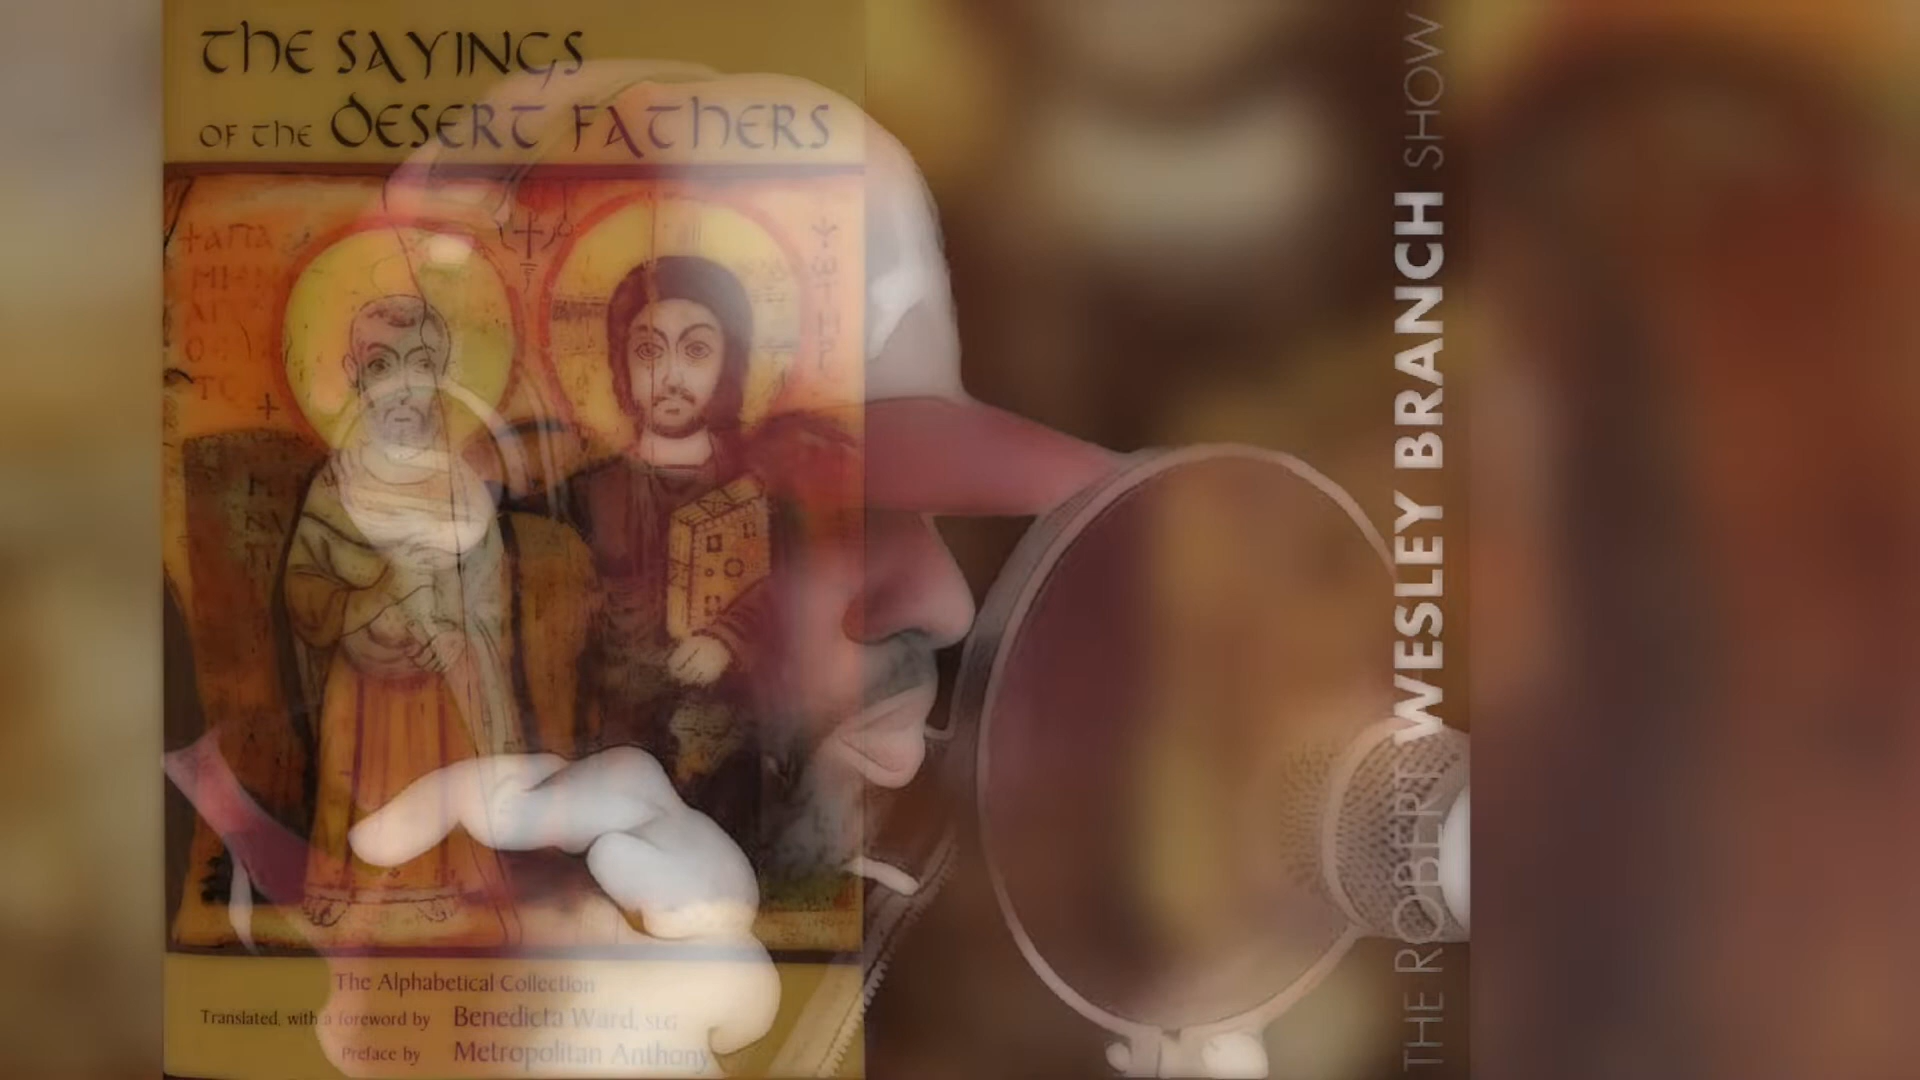 The SAYINGS
OF the DESERT FATHERS
The Alphabetical Collection
Translated, with a foreword by Benedicta Ward, SLG
Preface by Metropolitan Anthony
THE ROBERT WESLEY BRANCH SHOW